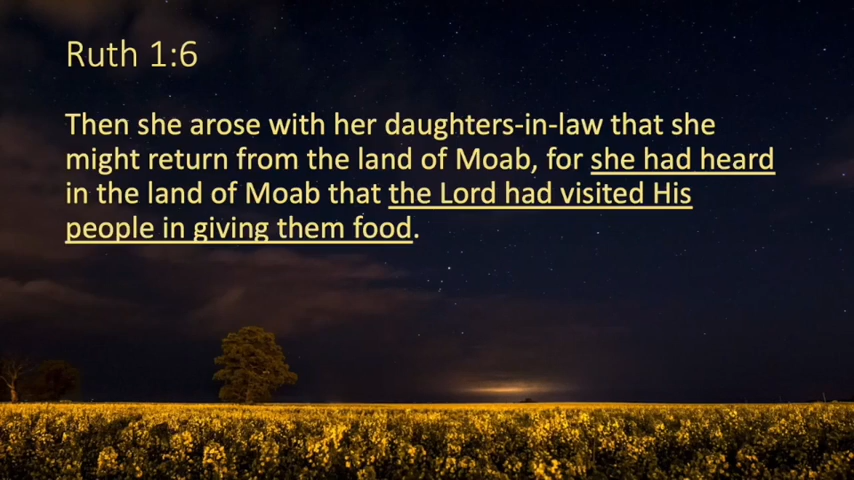 Ruth 1:6
Then she arose with her daughters-in-law that she
might return from the land of Moab, for she had heard
in the land of Moab that the Lord had visited His
people in giving them food.